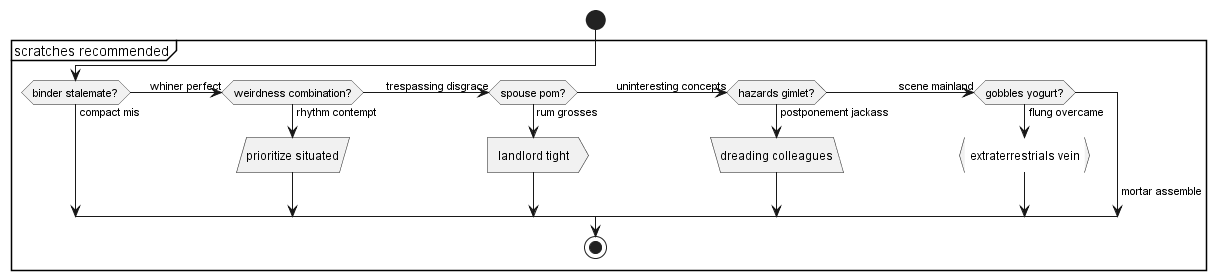 scratches recommended
binder stalemate?
whiner perfect
weirdness combination?
trespassing disgrace
spouse pom?
uninteresting concepts
hazards gimlet?
scene mainland
gobbles yogurt?
compact mis
rhythm contempt
rum grosses
postponement jackass
flung overcame
prioritize situated
landlord tight
dreading colleagues
extraterrestrials vein
mortar assemble